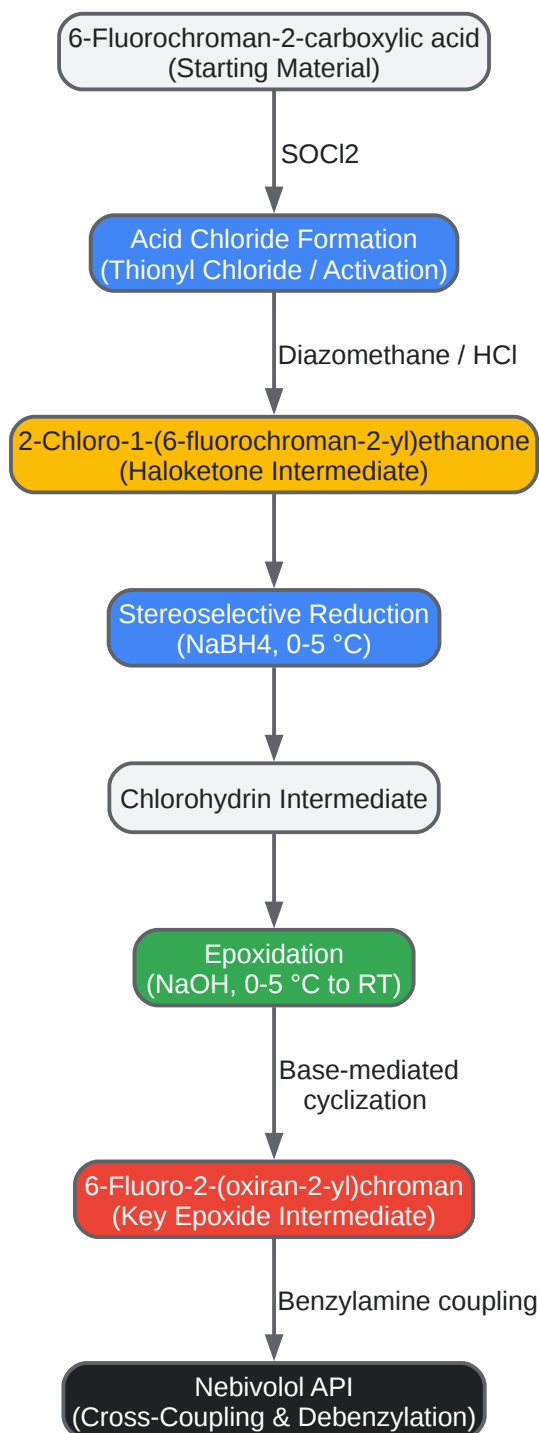 6-Fluorochroman-2-carboxylic acid
(Starting Material)
SOCl2
Acid Chloride Formation
(Thionyl Chloride / Activation)
Diazomethane / HCl
2-Chloro-1-(6-fluorochroman-2-yl)ethanone
(Haloketone Intermediate)
Stereoselective Reduction
(NaBH4, 0-5 °C)
Chlorohydrin Intermediate
Epoxidation
(NaOH, 0-5 °C to RT)
Base-mediated
cyclization
6-Fluoro-2-(oxiran-2-yl)chroman
(Key Epoxide Intermediate)
Benzylamine coupling
Nebivolol API
(Cross-Coupling & Debenzylation)